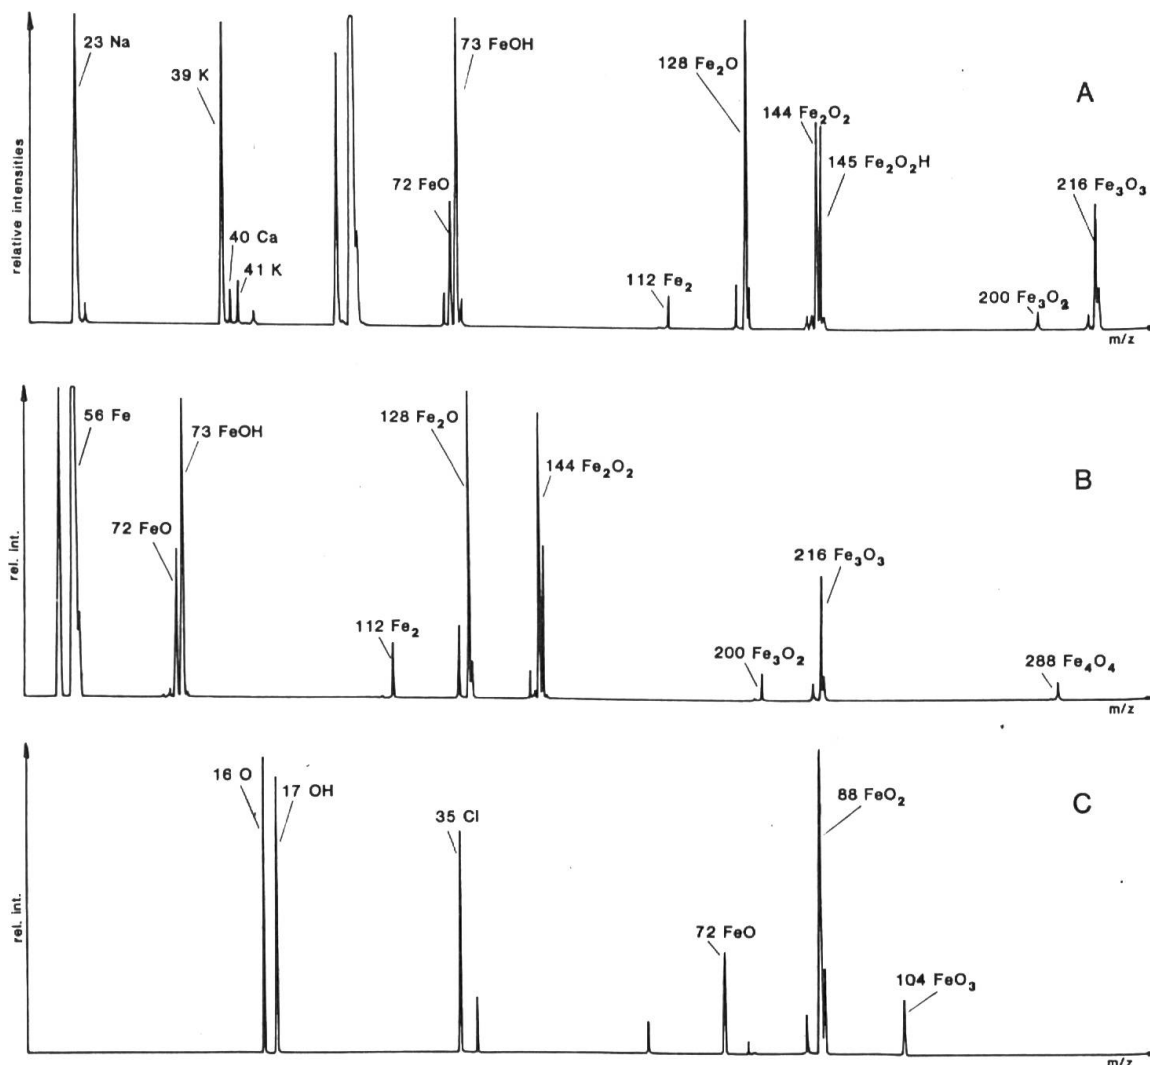 relative intensities
23 Na
39 K
40 Ca
41 K
72 FeO
73 FeOH
112 Fe₂
128 Fe₂O
144 Fe₂O₂
145 Fe₂O₂H
200 Fe₃O₂
216 Fe₃O₃
A
m/z
rel. int.
56 Fe
72 FeO
73 FeOH
112 Fe₂
128 Fe₂O
144 Fe₂O₂
200 Fe₃O₂
216 Fe₃O₃
288 Fe₄O₄
B
m/z
rel. int.
16 O
17 OH
35 Cl
72 FeO
88 FeO₂
104 FeO₃
C
m/z